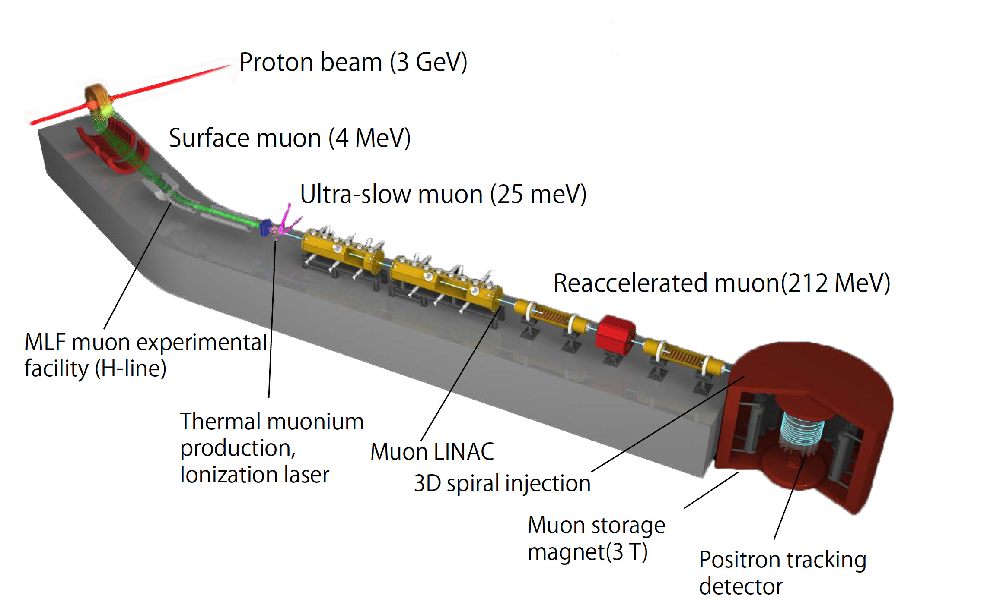 Proton beam (3 GeV)
Surface muon (4 MeV)
Ultra-slow muon (25 meV)
Reaccelerated muon(212 MeV)
MLF muon experimental
facility (H-line)
Thermal muonium
production,
Ionization laser
Muon LINAC
3D spiral injection
Muon storage
magnet(3 T)
Positron tracking
detector